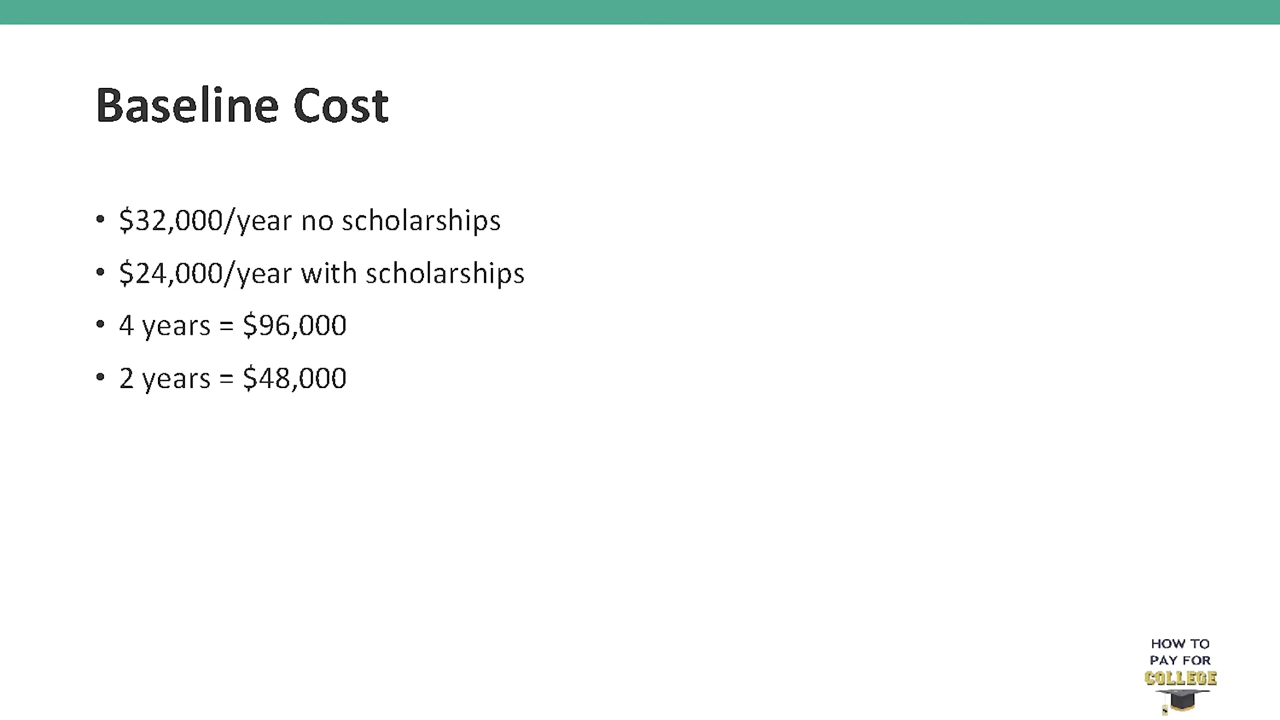 Baseline Cost
• $32,000/year no scholarships
• $24,000/year with scholarships
• 4 years = $96,000
• 2 years = $48,000
HOW TO
PAY FOR
COLLEGE